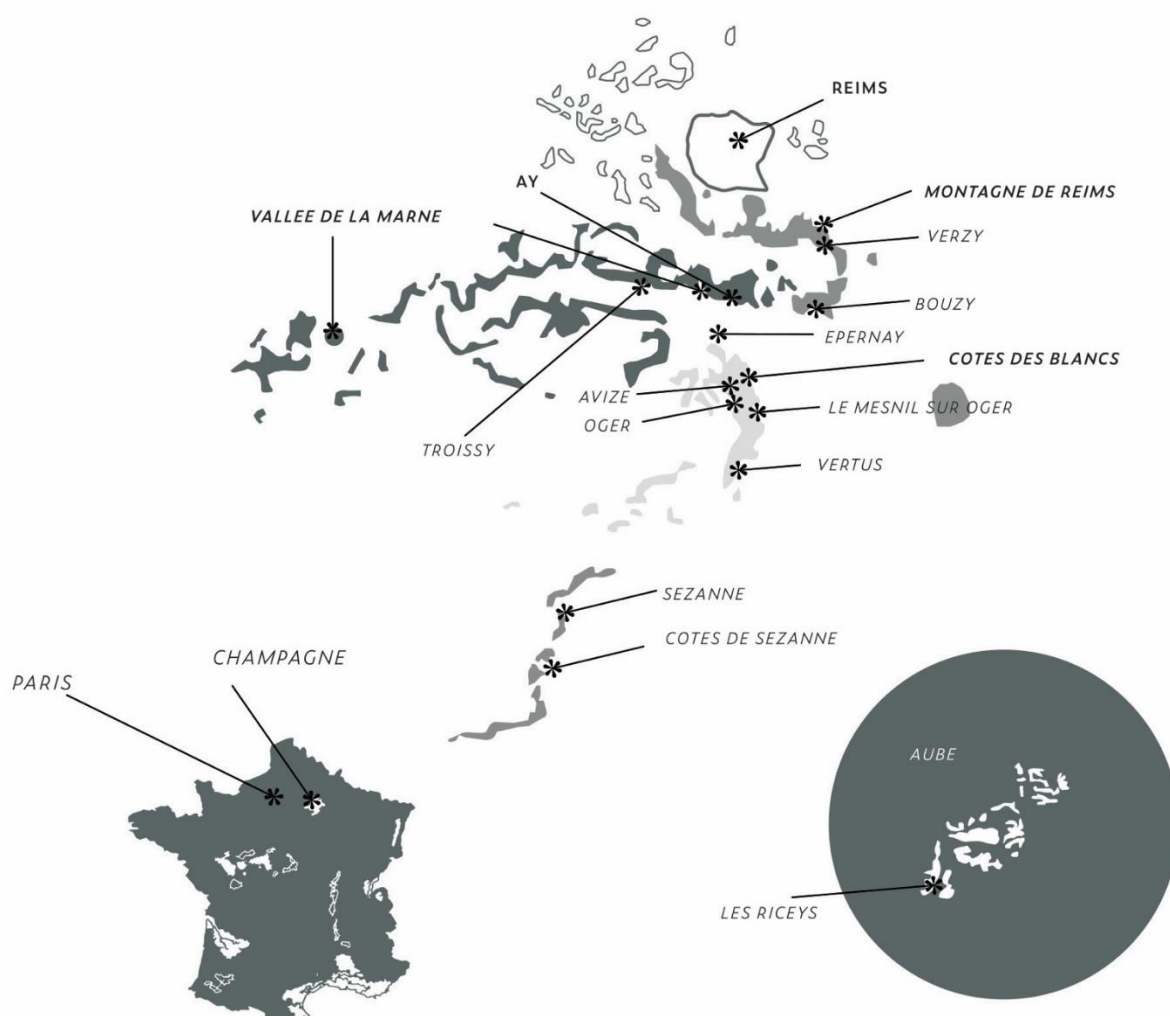 REIMS
AY
MONTAGNE DE REIMS
VALLEE DE LA MARNE
VERZY
BOUZY
EPERNAY
COTES DES BLANCS
AVIZE
LE MESNIL SUR OGER
OGER
TROISSY
VERTUS
SEZANNE
COTES DE SEZANNE
CHAMPAGNE
PARIS
AUBE
LES RICEYS